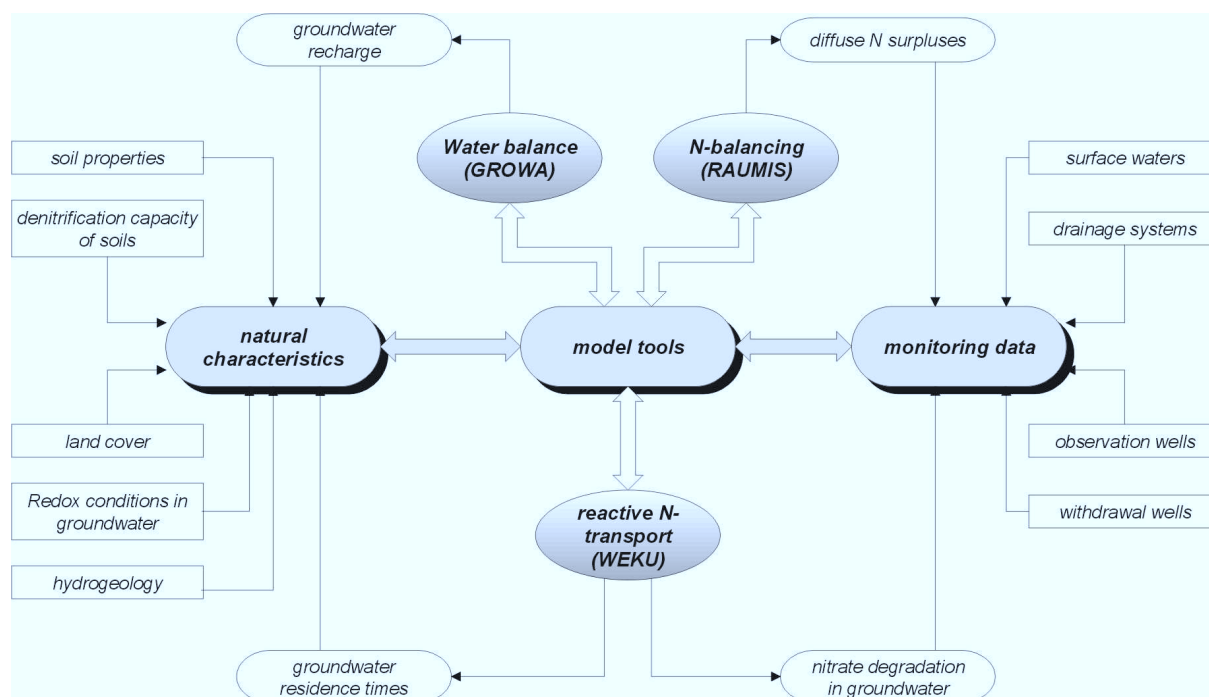 groundwater
recharge
diffuse N surpluses
Water balance
(GROWA)
N-balancing
(RAUMIS)
soil properties
surface waters
denitrification capacity
of soils
drainage systems
natural
characteristics
model tools
monitoring data
land cover
observation wells
Redox conditions in
groundwater
reactive N-
transport
(WEKU)
withdrawal wells
hydrogeology
groundwater
residence times
nitrate degradation
in groundwater